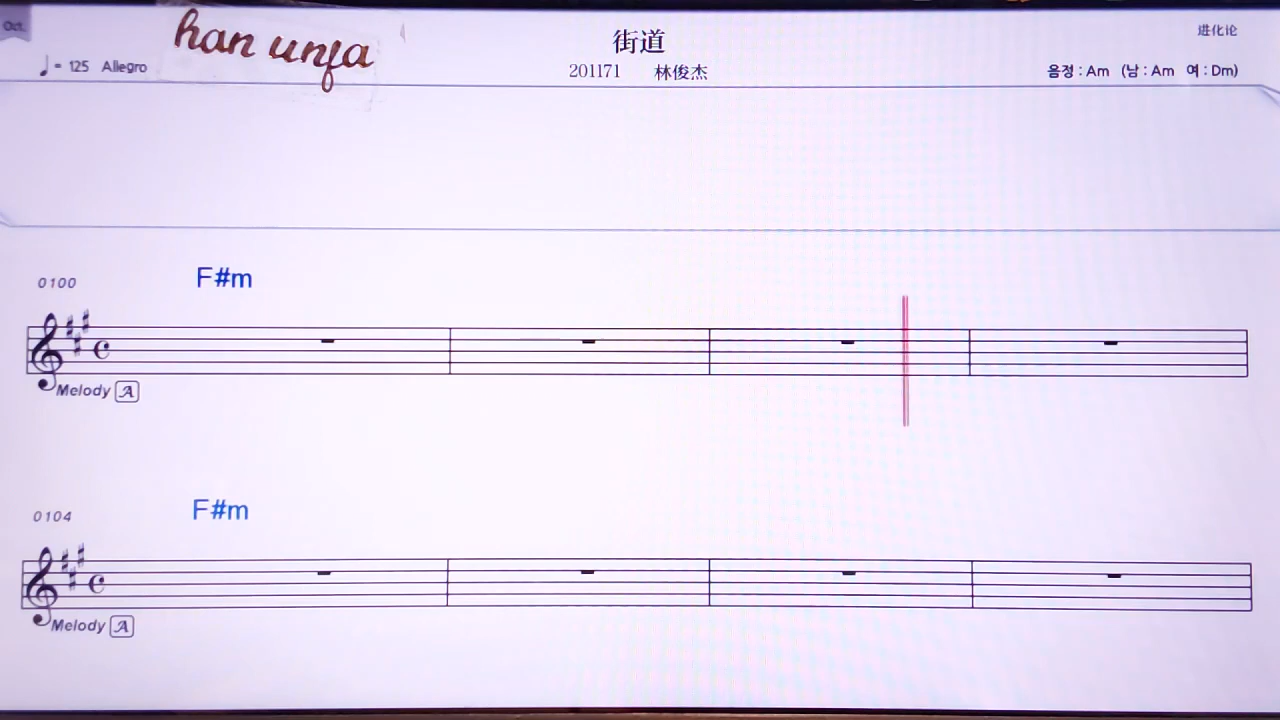 Oct.
han unfa
街道
进化论
♩= 125 Allegro
201171 林俊杰
음정 : Am (남 : Am 여 : Dm)
0100
F#m
Melody A
0104
F#m
Melody A